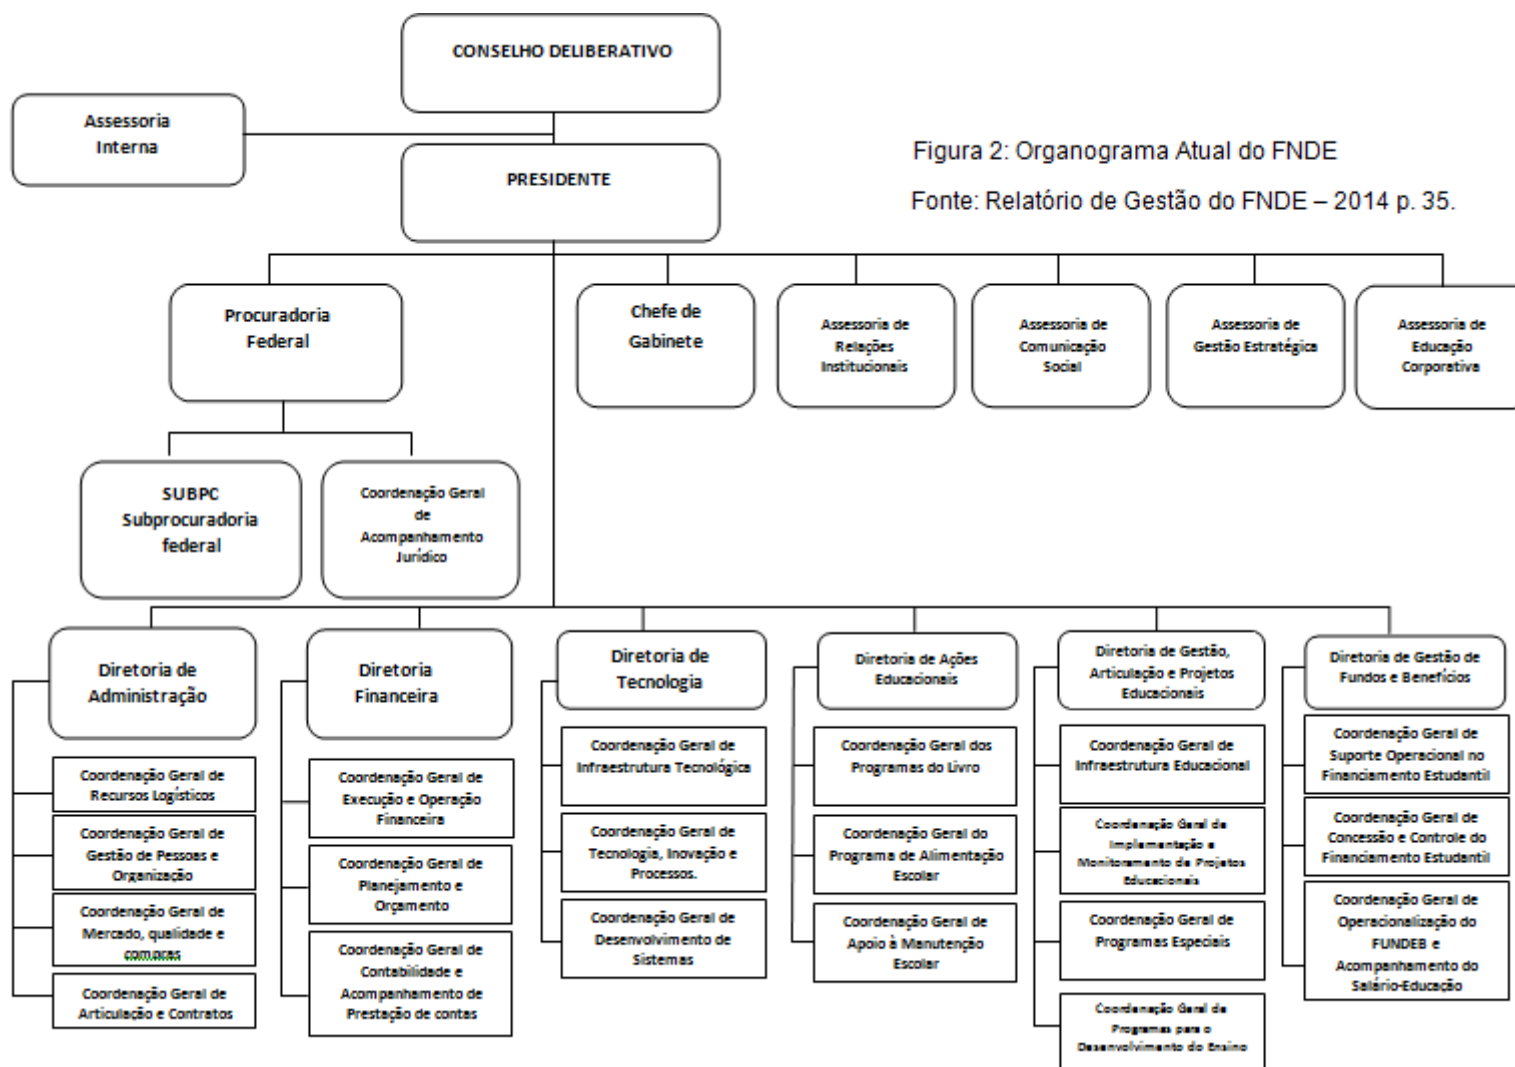 CONSELHO DELIBERATIVO
Assessoria
Interna
PRESIDENTE
Figura 2: Organograma Atual do FNDE
Fonte: Relatório de Gestão do FNDE – 2014 p. 35.
Procuradoria
Federal
Chefe de
Gabinete
Assessoria de
Relações
Institucionais
Assessoria de
Comunicação
Social
Assessoria de
Gestão Estratégica
Assessoria de
Educação
Corporativa
SUBPC
Subprocuradoria
federal
Coordenação Geral
de
Acompanhamento
Jurídico
Diretoria de
Administração
Coordenação Geral de
Recursos Logísticos
Coordenação Geral de
Gestão de Pessoas e
Organização
Coordenação Geral de
Mercado, qualidade e
compras
Coordenação Geral de
Articulação e Contratos
Diretoria
Financeira
Coordenação Geral de
Execução e Operação
Financeira
Coordenação Geral de
Planejamento e
Orçamento
Coordenação Geral de
Contabilidade e
Acompanhamento de
Prestação de contas
Diretoria de
Tecnologia
Coordenação Geral de
Infraestrutura Tecnológica
Coordenação Geral de
Tecnologia, Inovação e
Processos.
Coordenação Geral de
Desenvolvimento de
Sistemas
Diretoria de Ações
Educacionais
Coordenação Geral dos
Programas do Livro
Coordenação Geral do
Programa de Alimentação
Escolar
Coordenação Geral de
Apoio à Manutenção
Escolar
Diretoria de Gestão,
Articulação e Projetos
Educacionais
Coordenação Geral de
Infraestrutura Educacional
Coordenação Geral de
Implementação e
Monitoramento de Projetos
Educacionais
Coordenação Geral de
Programas Especiais
Coordenação Geral de
Programas para o
Desenvolvimento do Ensino
Diretoria de Gestão de
Fundos e Benefícios
Coordenação Geral de
Suporte Operacional no
Financiamento Estudantil
Coordenação Geral de
Concessão e Controle do
Financiamento Estudantil
Coordenação Geral de
Operacionalização do
FUNDEB e
Acompanhamento do
Salário-Educação